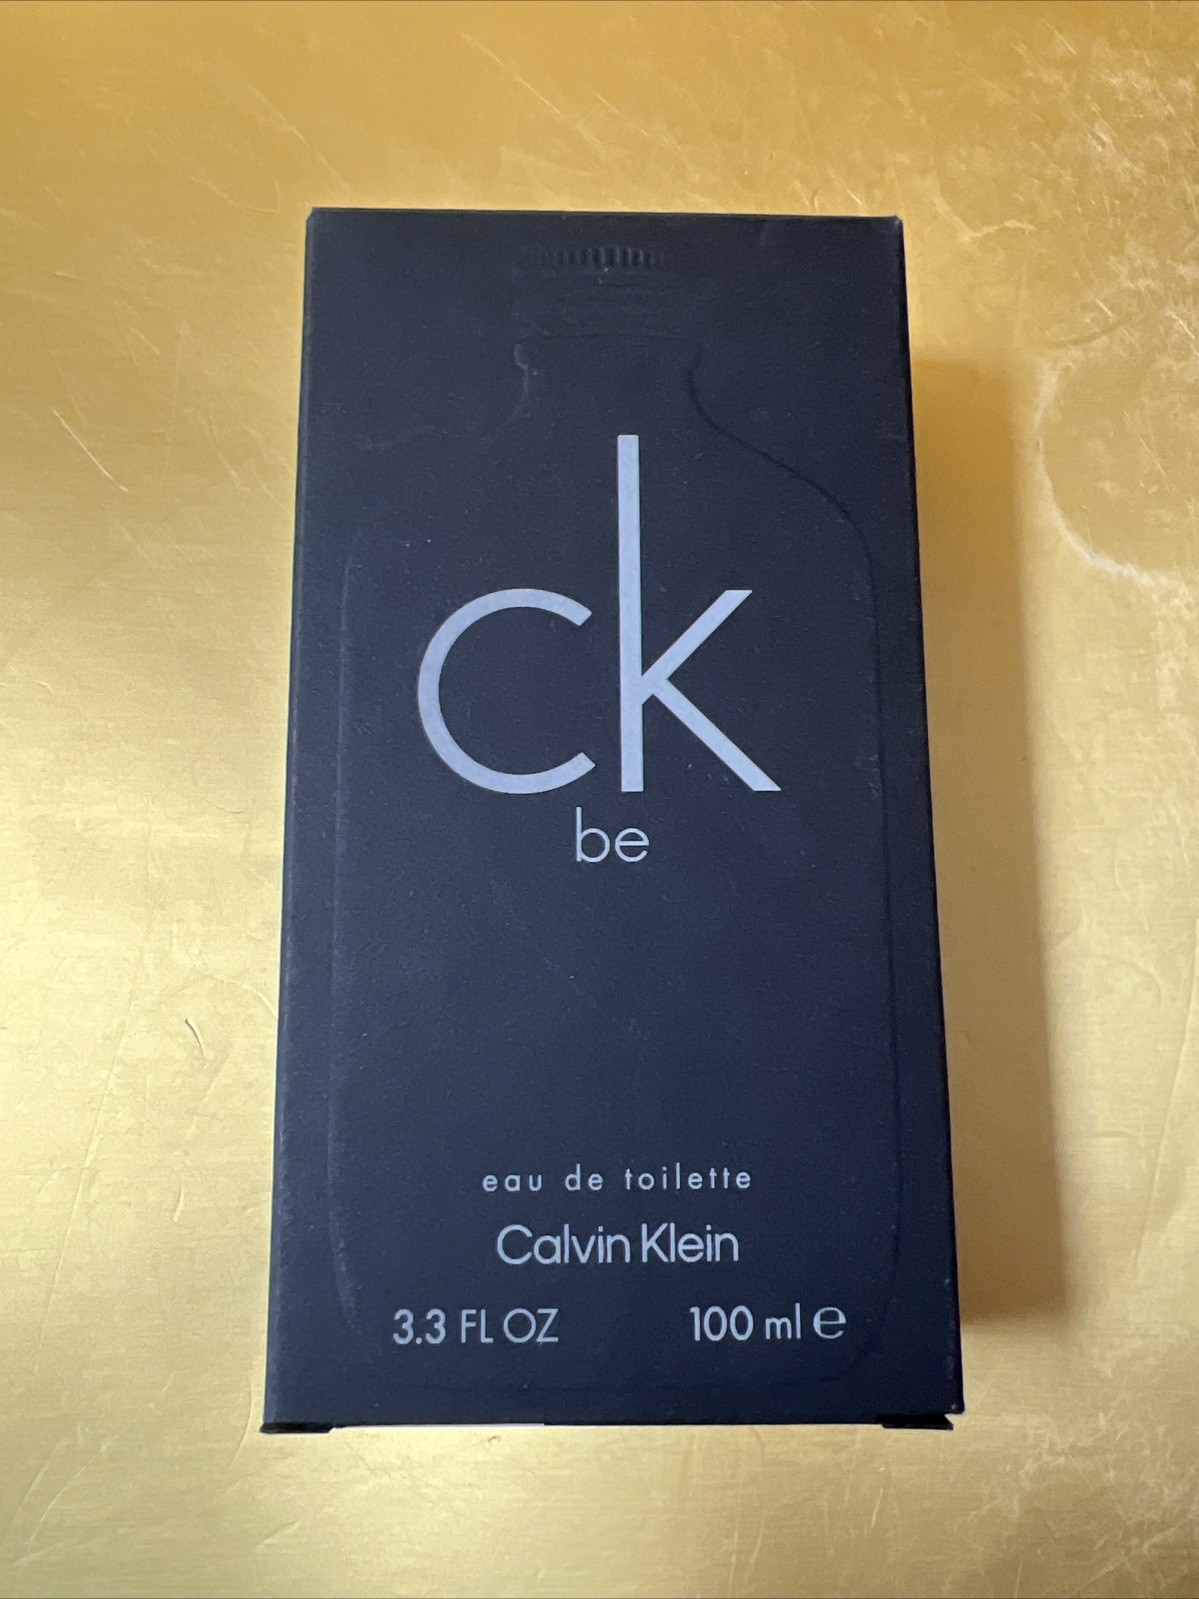 ck
be
eau de toilette
Calvin Klein
3.3 FL OZ 100 ml ℮